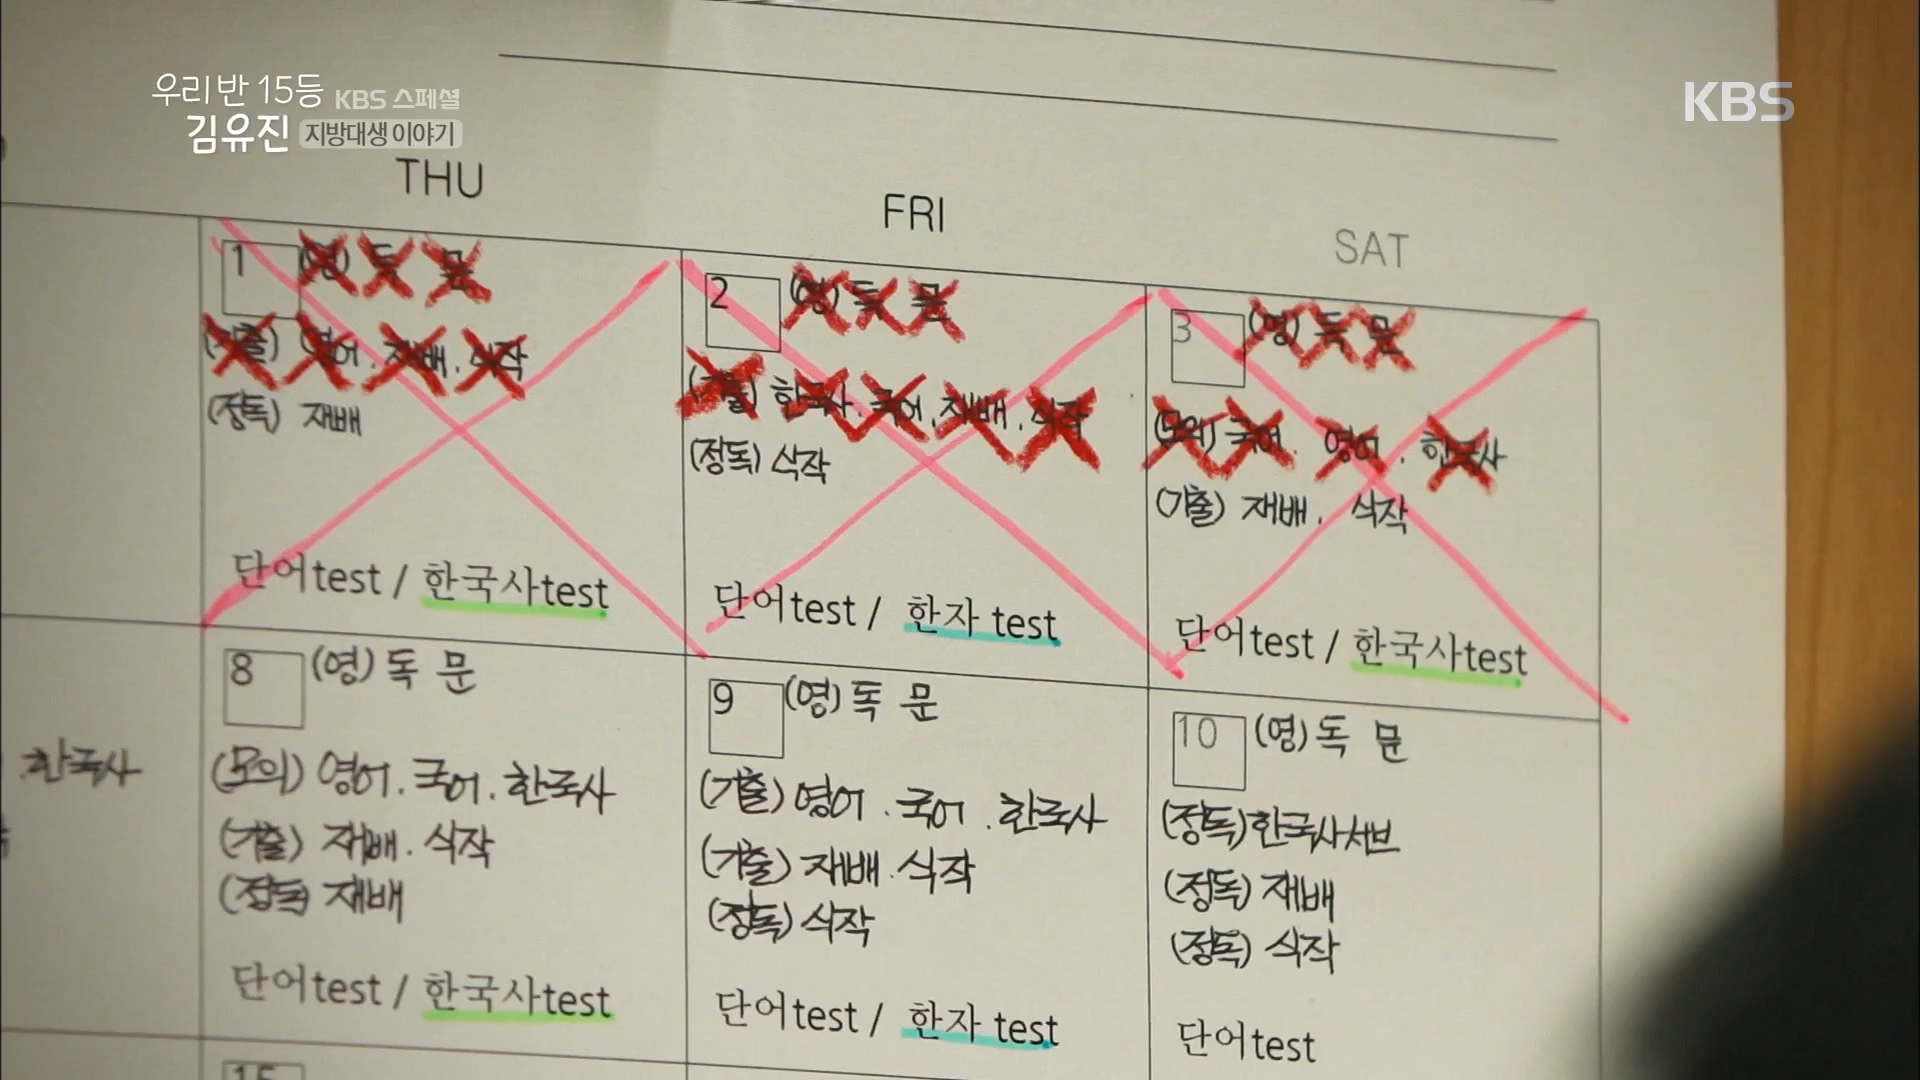 우리반 15등 KBS 스페셜
김유진 지방대생 이야기
KBS
THU FRI SAT
1 (영) 독 문
(기출) 영어 . 재배 . 식작
(정독) 재배
단어test / 한국사test
2 (영) 독 문
(기출) 한국사 . 국어 . 재배 . 식작
(정독) 식작
단어test / 한자 test
3 (영) 독 문
(모의) 국어 . 영어 . 한국사
(기출) 재배 . 식작
단어test / 한국사test
. 한국사
8 (영) 독 문
(모의) 영어 . 국어 . 한국사
(기출) 재배 . 식작
(정독) 재배
단어test / 한국사test
9 (영) 독 문
(기출) 영어 . 국어 . 한국사
(기출) 재배 . 식작
(정독) 식작
단어test / 한자 test
10 (영) 독 문
(정독) 한국사서브
(정독) 재배
(정독) 식작
단어test
15